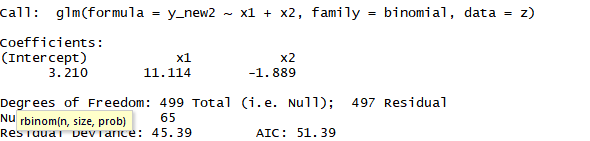 Call:  glm(formula = y_new2 ~ x1 + x2, family = binomial, data = z)
Coefficients:
(Intercept)           x1           x2
      3.210       11.114       -1.889
Degrees of Freedom: 499 Total (i.e. Null);  497 Residual
65
rbinom(n, size, prob)
Residual Deviance: 45.39        AIC: 51.39